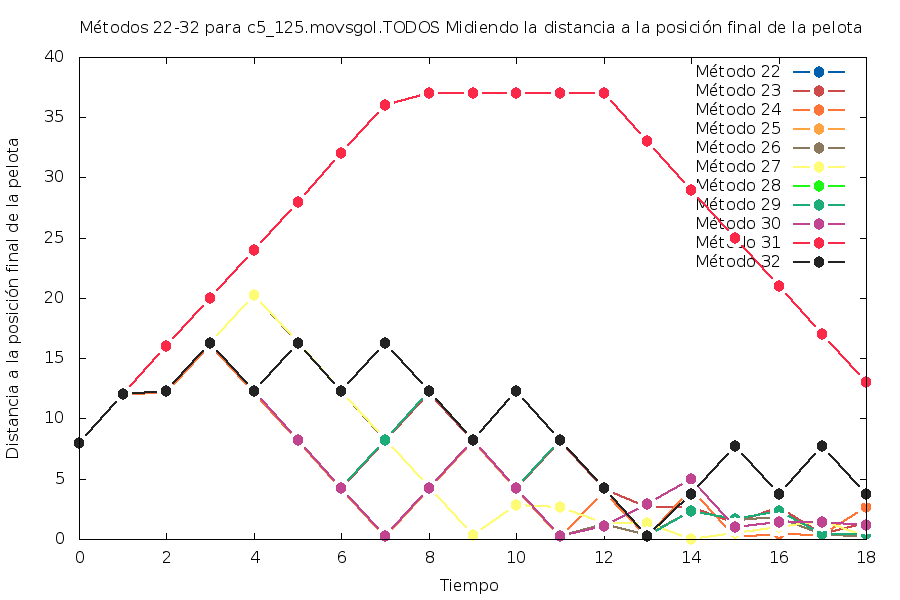 Métodos 22-32 para c5_125.movsgol.TODOS Midiendo la distancia a la posición final de la pelota
40
35
30
25
20
15
10
5
0
Distancia a la posición final de la pelota
Método 22
Método 23
Método 24
Método 25
Método 26
Método 27
Método 28
Método 29
Método 30
Método 31
Método 32
0 2 4 6 8 10 12 14 16 18
Tiempo